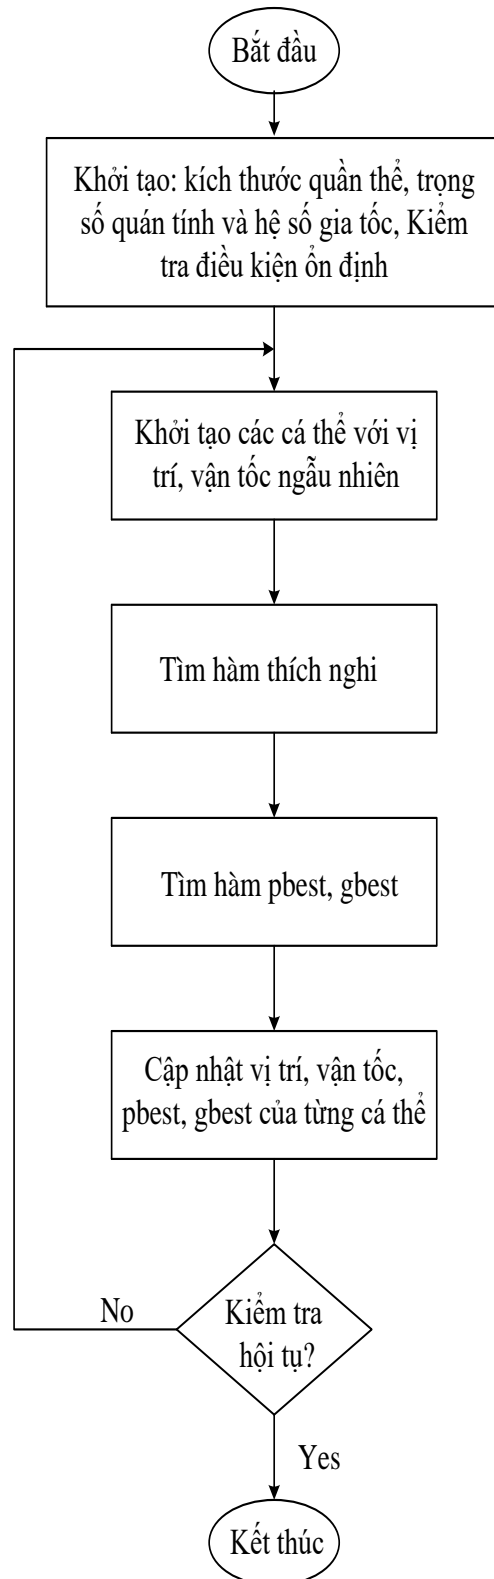 Bắt đầu
Khởi tạo: kích thước quần thể, trọng
số quán tính và hệ số gia tốc, Kiểm
tra điều kiện ổn định
Khởi tạo các cá thể với vị
trí, vận tốc ngẫu nhiên
Tìm hàm thích nghi
Tìm hàm pbest, gbest
Cập nhật vị trí, vận tốc,
pbest, gbest của từng cá thể
No
Kiểm tra
hội tụ?
Yes
Kết thúc